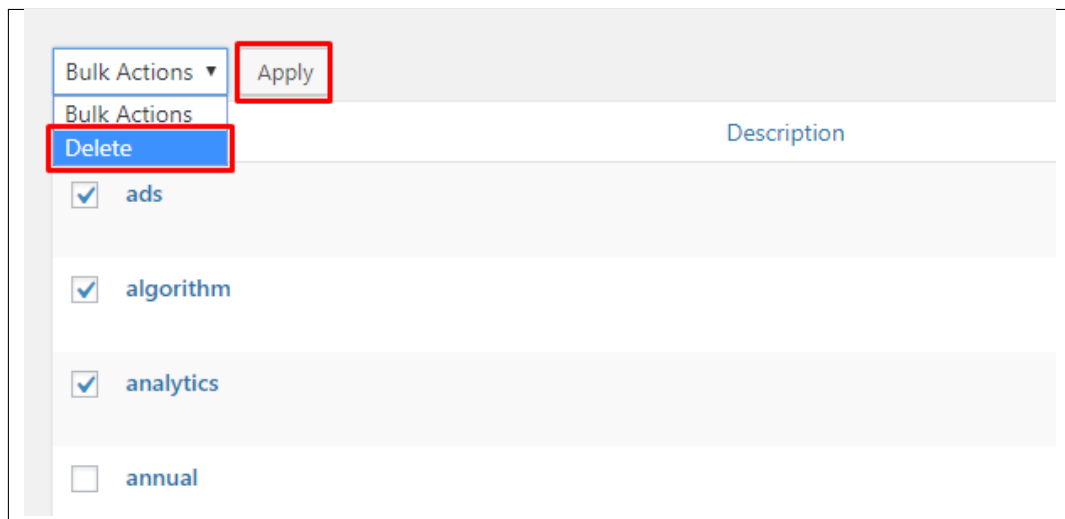 Bulk Actions Apply
Bulk Actions
Delete
Description
ads
algorithm
analytics
annual